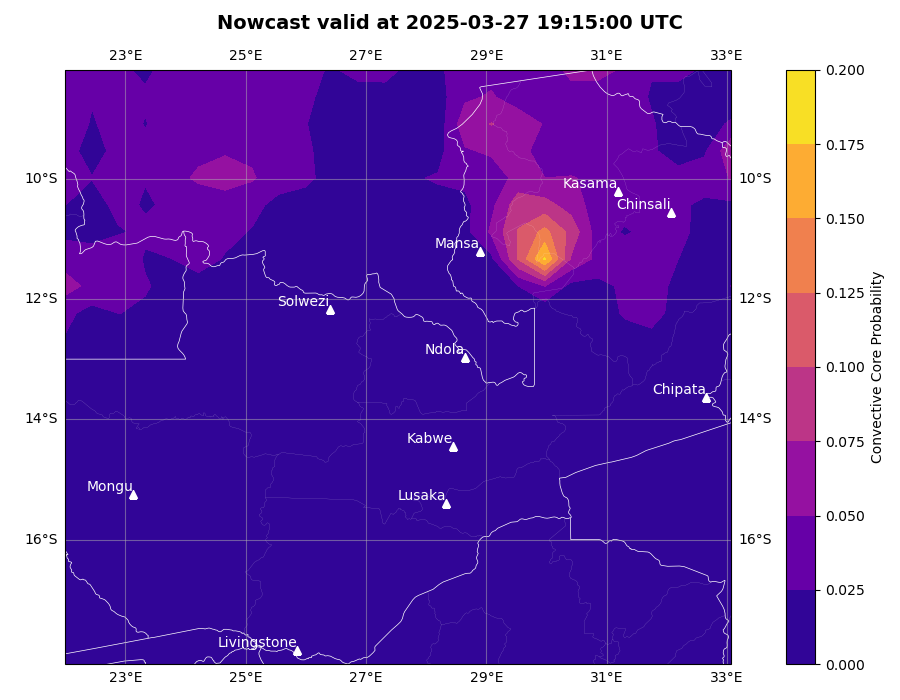 Nowcast valid at 2025-03-27 19:15:00 UTC
23°E 25°E 27°E 29°E 31°E 33°E
0.200
0.175
10°S Kasama 10°S
Chinsali
0.150
Mansa
12°S Solwezi 12°S
0.125
Ndola
0.100
Chipata
14°S 14°S
Kabwe
0.075
Mongu
Lusaka
0.050
16°S 16°S
0.025
Livingstone
0.000
23°E 25°E 27°E 29°E 31°E 33°E
Convective Core Probability